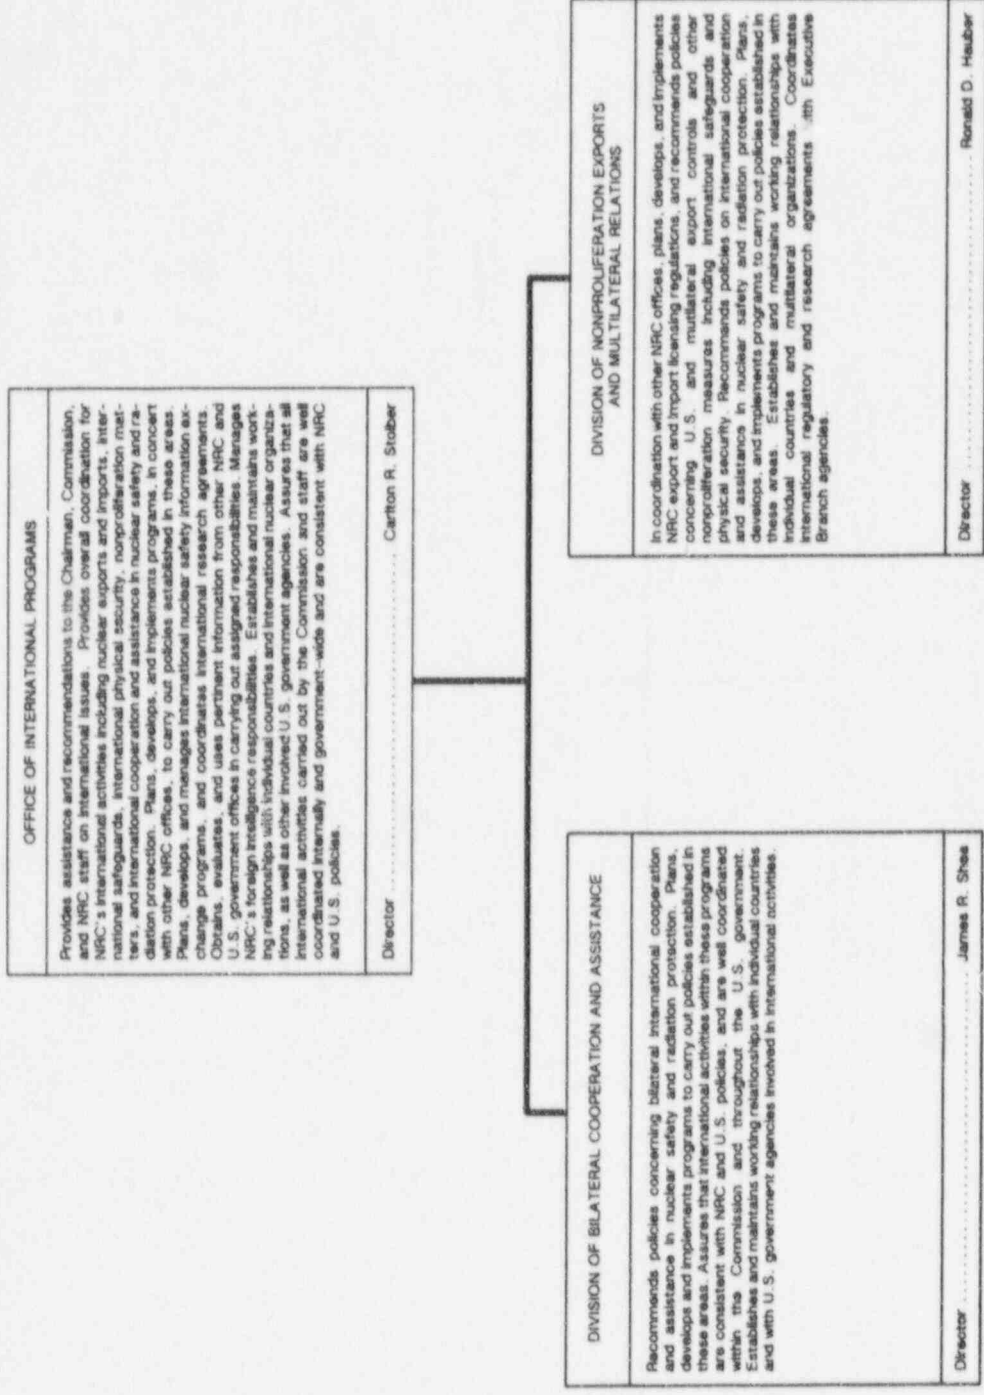 OFFICE OF INTERNATIONAL PROGRAMS
Provides assistance and recommendations to the Chairman, Commission,
and NRC staff on international issues. Provides overall coordination for
NRC's international activities including nuclear exports and imports, inter-
national safeguards, international physical security, nonproliferation mat-
ters, and international cooperation and assistance in nuclear safety and ra-
diation protection. Plans, develops, and implements programs, in concert
with other NRC offices, to carry out policies established in these areas.
Plans, develops, and manages international nuclear safety information ex-
change programs, and coordinates international research agreements.
Obtains, evaluates, and uses pertinent information from other NRC and
U.S. government offices in carrying out assigned responsibilities. Manages
NRC's foreign intelligence responsibilities. Establishes and maintains work-
ing relationships with individual countries and international nuclear organiza-
tions, as well as other involved U.S. government agencies. Assures that all
international activities carried out by the Commission and staff are well
coordinated internally and government-wide and are consistent with NRC
and U.S. policies.
Director .................... Carlton R. Stoiber
DIVISION OF BILATERAL COOPERATION AND ASSISTANCE
Recommends policies concerning bilateral international cooperation
and assistance in nuclear safety and radiation protection. Plans,
develops and implements programs to carry out policies established in
these areas. Assures that international activities within these programs
are consistent with NRC and U.S. policies, and are well coordinated
within the Commission and throughout the U.S. government.
Establishes and maintains working relationships with individual countries
and with U.S. government agencies involved in international activities.
Director .................... James R. Shea
DIVISION OF NONPROLIFERATION EXPORTS
AND MULTILATERAL RELATIONS
In coordination with other NRC offices, plans, develops, and implements
NRC export and import licensing regulations, and recommends policies
concerning U.S. and mutlilateral export controls and other
nonproliferation measures including international safeguards and
physical security. Recommands policies on international cooperation
and assistance in nuclear safety and radiation protection. Plans,
develops, and implements programs to carry out policies established in
these areas. Establishes and maintains working relationships with
individual countries and multilateral organizations. Coordinates
international regulatory and research agreements with Executive
Branch agencies.
Director .................... Ronald D. Hauber